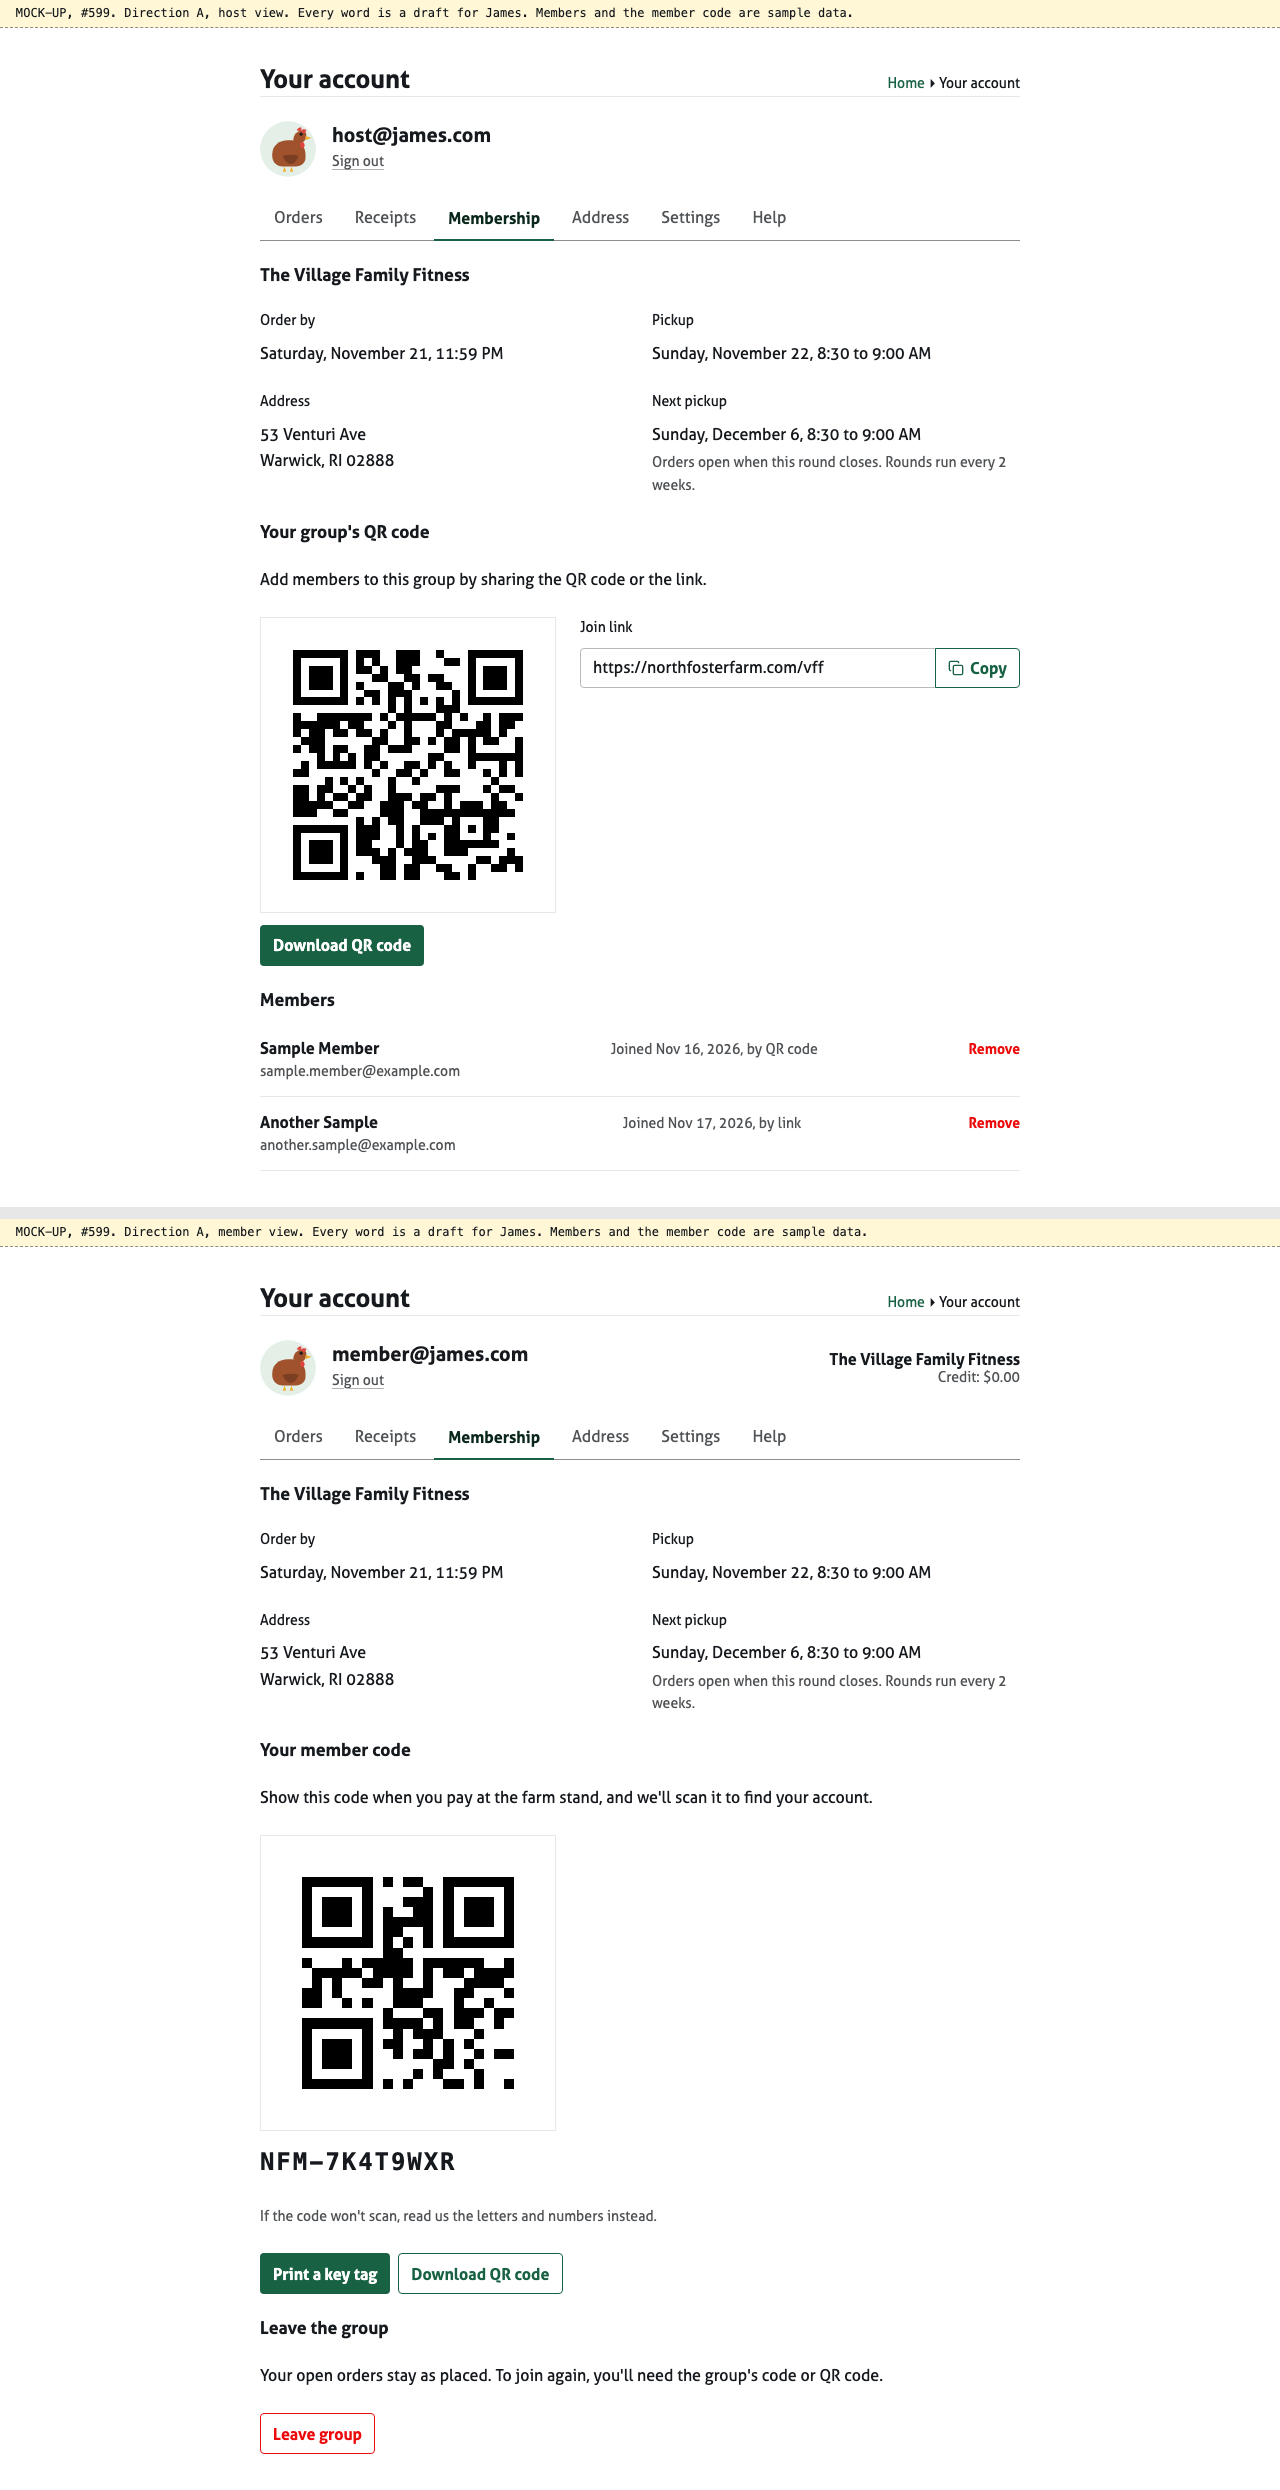 MOCK-UP, #599. Direction A, host view. Every word is a draft for James. Members and the member code are sample data.
Your account
Home ▸ Your account
host@james.com
Sign out
Orders Receipts Membership Address Settings Help
The Village Family Fitness
Order by
Saturday, November 21, 11:59 PM
Pickup
Sunday, November 22, 8:30 to 9:00 AM
Address
53 Venturi Ave
Warwick, RI 02888
Next pickup
Sunday, December 6, 8:30 to 9:00 AM
Orders open when this round closes. Rounds run every 2
weeks.
Your group's QR code
Add members to this group by sharing the QR code or the link.
Join link
https://northfosterfarm.com/vff
Copy
Download QR code
Members
Sample Member
sample.member@example.com
Joined Nov 16, 2026, by QR code
Remove
Another Sample
another.sample@example.com
Joined Nov 17, 2026, by link
Remove
MOCK-UP, #599. Direction A, member view. Every word is a draft for James. Members and the member code are sample data.
Your account
Home ▸ Your account
member@james.com
Sign out
The Village Family Fitness
Credit: $0.00
Orders Receipts Membership Address Settings Help
The Village Family Fitness
Order by
Saturday, November 21, 11:59 PM
Pickup
Sunday, November 22, 8:30 to 9:00 AM
Address
53 Venturi Ave
Warwick, RI 02888
Next pickup
Sunday, December 6, 8:30 to 9:00 AM
Orders open when this round closes. Rounds run every 2
weeks.
Your member code
Show this code when you pay at the farm stand, and we'll scan it to find your account.
NFM-7K4T9WXR
If the code won't scan, read us the letters and numbers instead.
Print a key tag
Download QR code
Leave the group
Your open orders stay as placed. To join again, you'll need the group's code or QR code.
Leave group